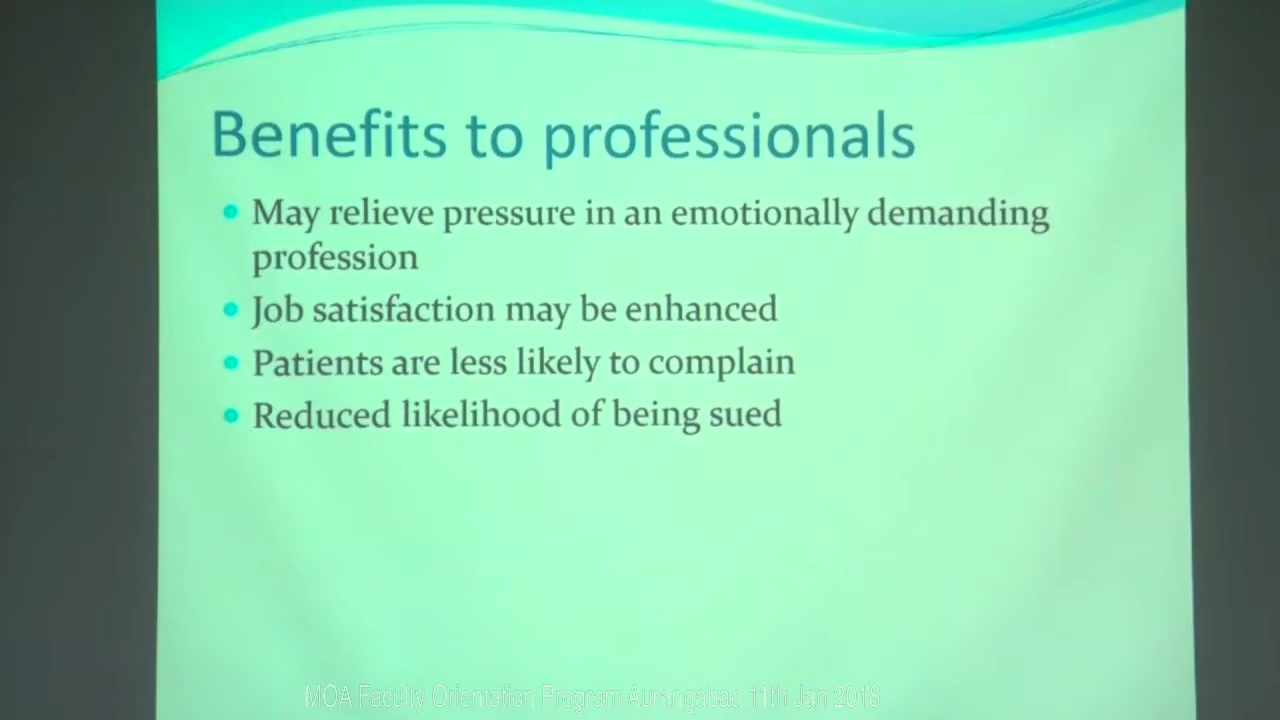 Benefits to professionals
May relieve pressure in an emotionally demanding
profession
Job satisfaction may be enhanced
Patients are less likely to complain
Reduced likelihood of being sued
MOA Faculty Orientation Program Aurangabad 11th Jan 2018